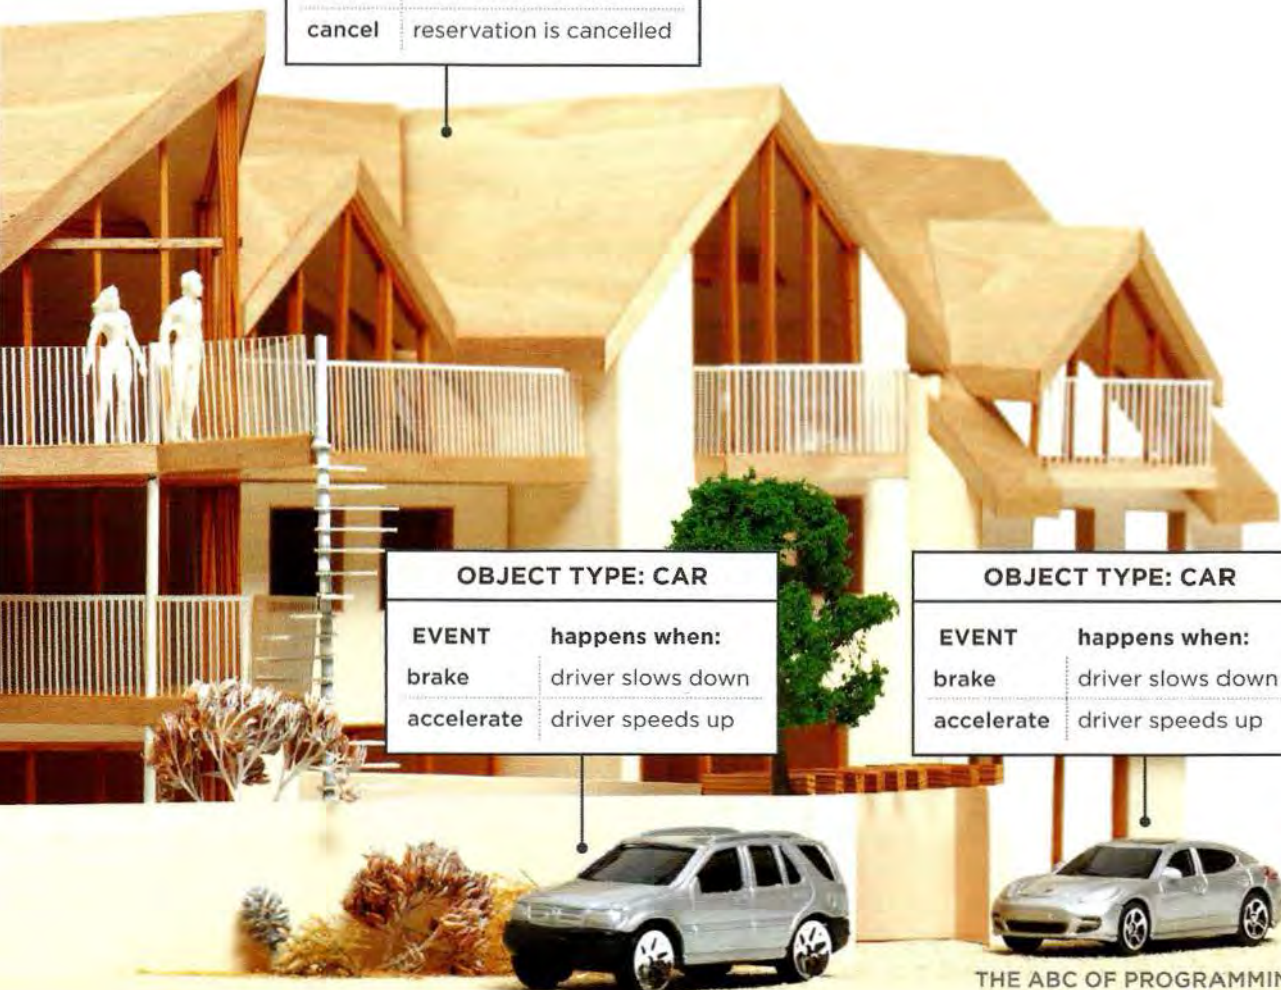 cancel reservation is cancelled
OBJECT TYPE: CAR
EVENT happens when:
brake driver slows down
accelerate driver speeds up
OBJECT TYPE: CAR
EVENT happens when:
brake driver slows down
accelerate driver speeds up
THE ABC OF PROGRAMMIN